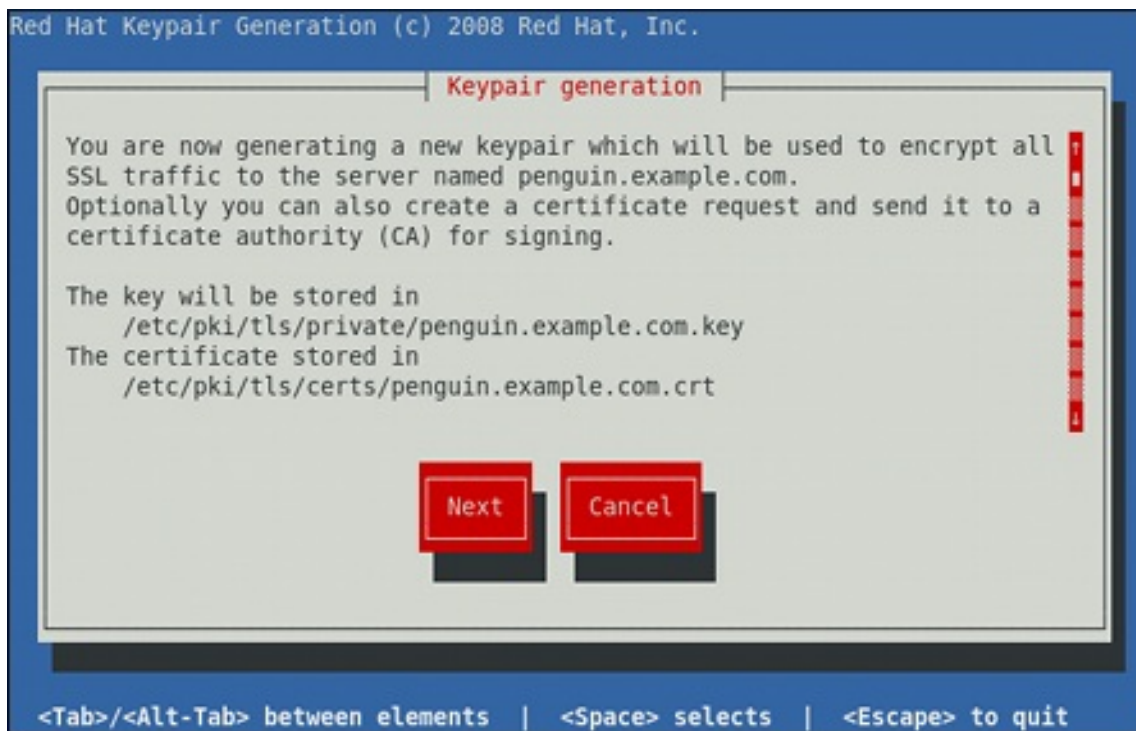 Red Hat Keypair Generation (c) 2008 Red Hat, Inc.
Keypair generation
You are now generating a new keypair which will be used to encrypt all
SSL traffic to the server named penguin.example.com.
Optionally you can also create a certificate request and send it to a
certificate authority (CA) for signing.
The key will be stored in
/etc/pki/tls/private/penguin.example.com.key
The certificate stored in
/etc/pki/tls/certs/penguin.example.com.crt
Next Cancel
<Tab>/<Alt-Tab> between elements | <Space> selects | <Escape> to quit